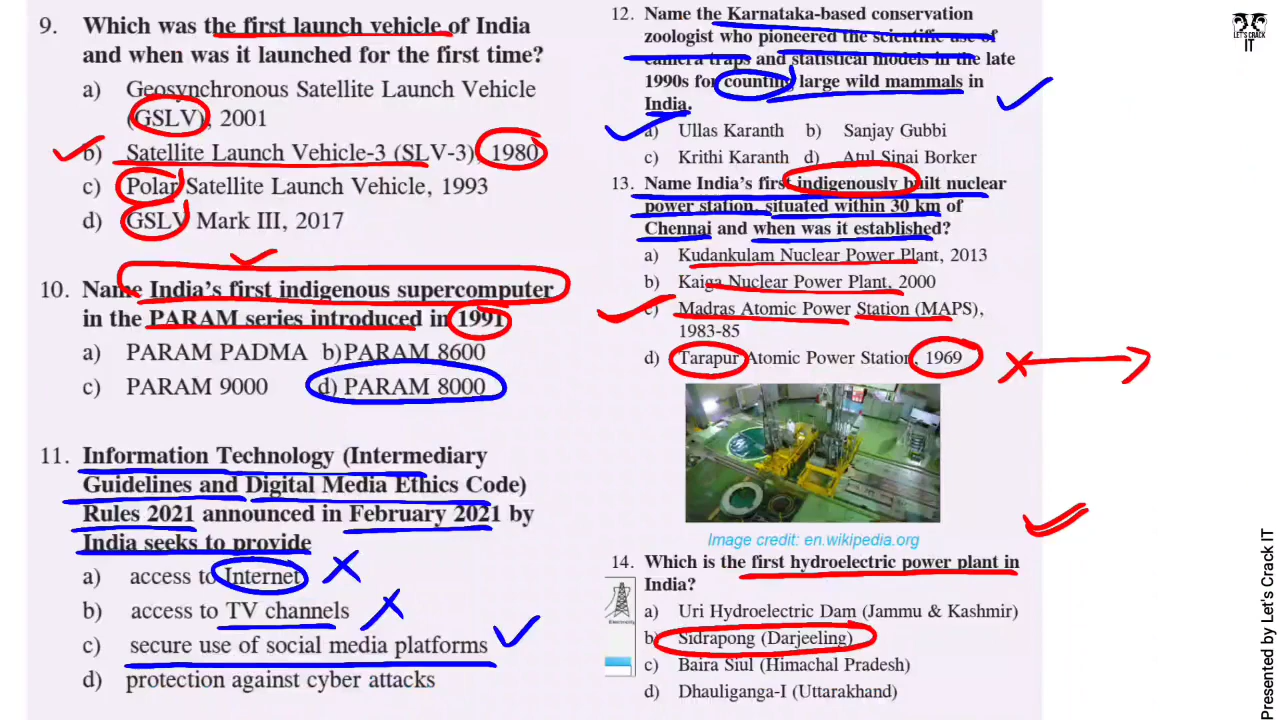 9. Which was the first launch vehicle of India
and when was it launched for the first time?
a) Geosynchronous Satellite Launch Vehicle
(GSLV), 2001
b) Satellite Launch Vehicle-3 (SLV-3), 1980
c) Polar Satellite Launch Vehicle, 1993
d) GSLV Mark III, 2017
10. Name India's first indigenous supercomputer
in the PARAM series introduced in 1991
a) PARAM PADMA b) PARAM 8600
c) PARAM 9000 d) PARAM 8000
11. Information Technology (Intermediary
Guidelines and Digital Media Ethics Code)
Rules 2021 announced in February 2021 by
India seeks to provide
a) access to Internet
b) access to TV channels
c) secure use of social media platforms
d) protection against cyber attacks
12. Name the Karnataka-based conservation
zoologist who pioneered the scientific use of
camera traps and statistical models in the late
1990s for counting large wild mammals in
India.
a) Ullas Karanth b) Sanjay Gubbi
c) Krithi Karanth d) Atul Sinai Borker
13. Name India's first indigenously built nuclear
power station, situated within 30 km of
Chennai and when was it established?
a) Kudankulam Nuclear Power Plant, 2013
b) Kaiga Nuclear Power Plant, 2000
c) Madras Atomic Power Station (MAPS),
1983-85
d) Tarapur Atomic Power Station, 1969
Image credit: en.wikipedia.org
14. Which is the first hydroelectric power plant in
India?
a) Uri Hydroelectric Dam (Jammu & Kashmir)
b) Sidrapong (Darjeeling)
c) Baira Siul (Himachal Pradesh)
d) Dhauliganga-I (Uttarakhand)
Electricity
LET'S CRACK
IT
Presented by Let's Crack IT